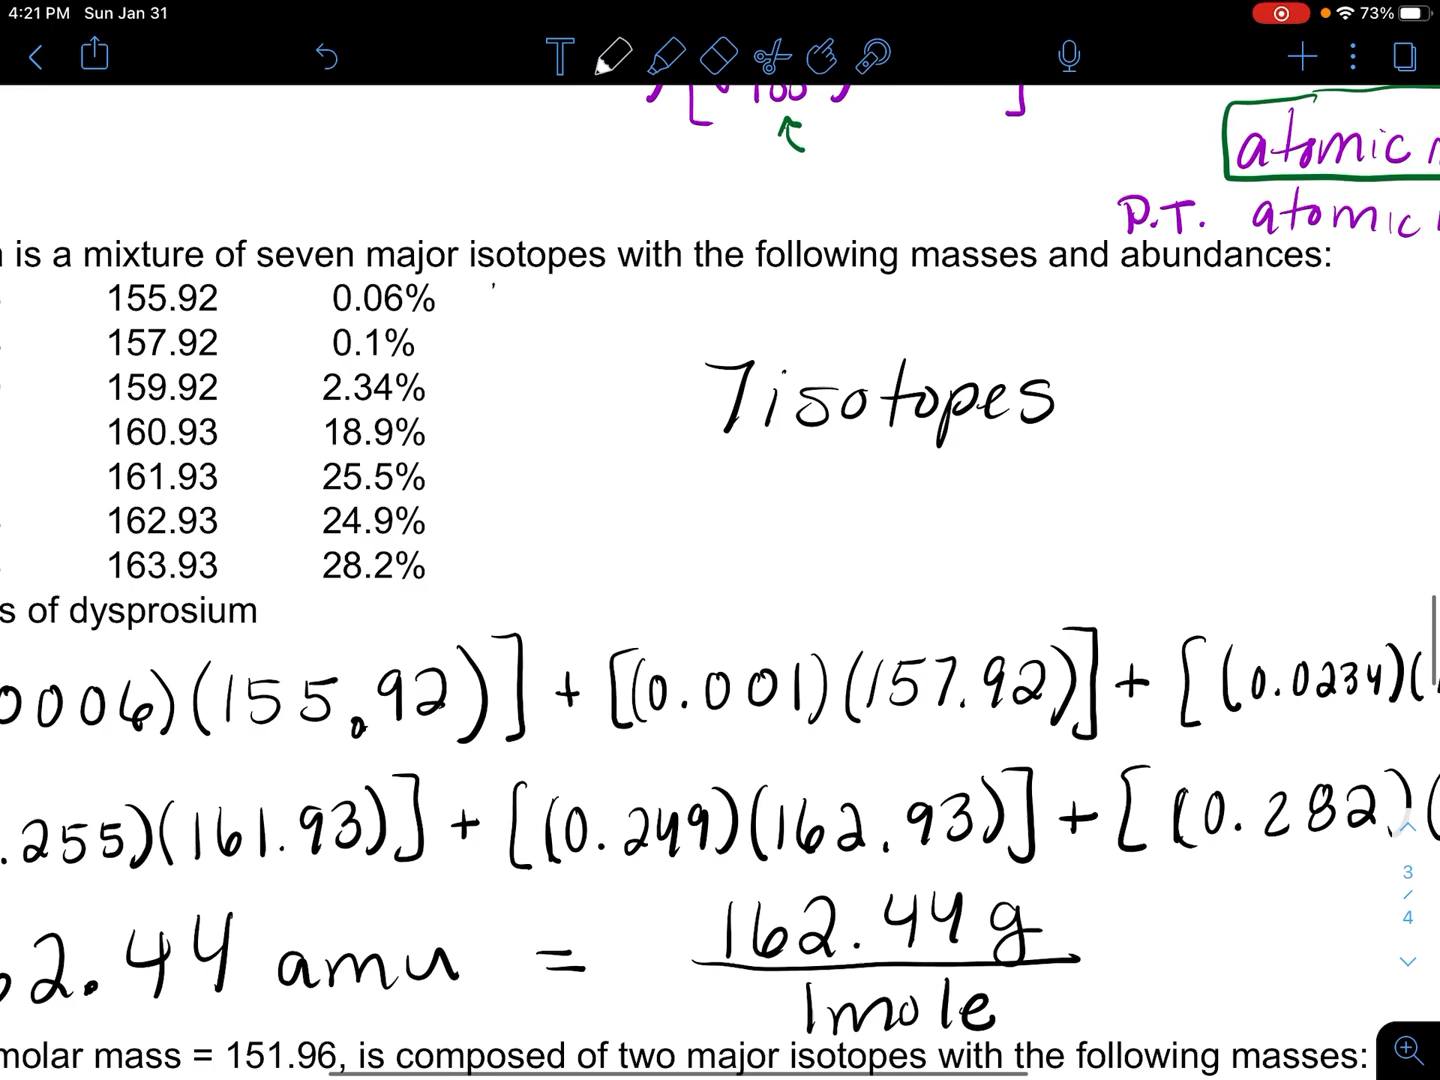 4:21 PM Sun Jan 31 73%
100
atomic
P.T. atomic
is a mixture of seven major isotopes with the following masses and abundances:
155.92 0.06%
157.92 0.1%
159.92 2.34%
160.93 18.9%
161.93 25.5%
162.93 24.9%
163.93 28.2%
7 isotopes
s of dysprosium
0006)(155.92)] + [(0.001)(157.92)] + [(0.0234)(
.255)(161.93)] + [(0.249)(162.93)] + [(0.282)(
62.44 amu = 162.44 g
1 mole
3
/
4
molar mass = 151.96, is composed of two major isotopes with the following masses: